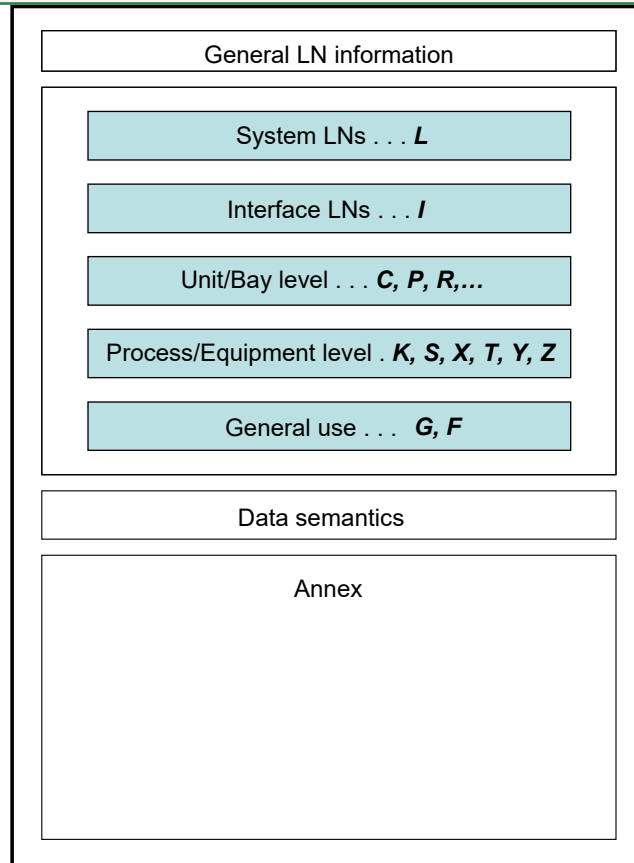 General LN information
System LNs . . . L
Interface LNs . . . I
Unit/Bay level . . . C, P, R,…
Process/Equipment level . K, S, X, T, Y, Z
General use . . . G, F
Data semantics
Annex